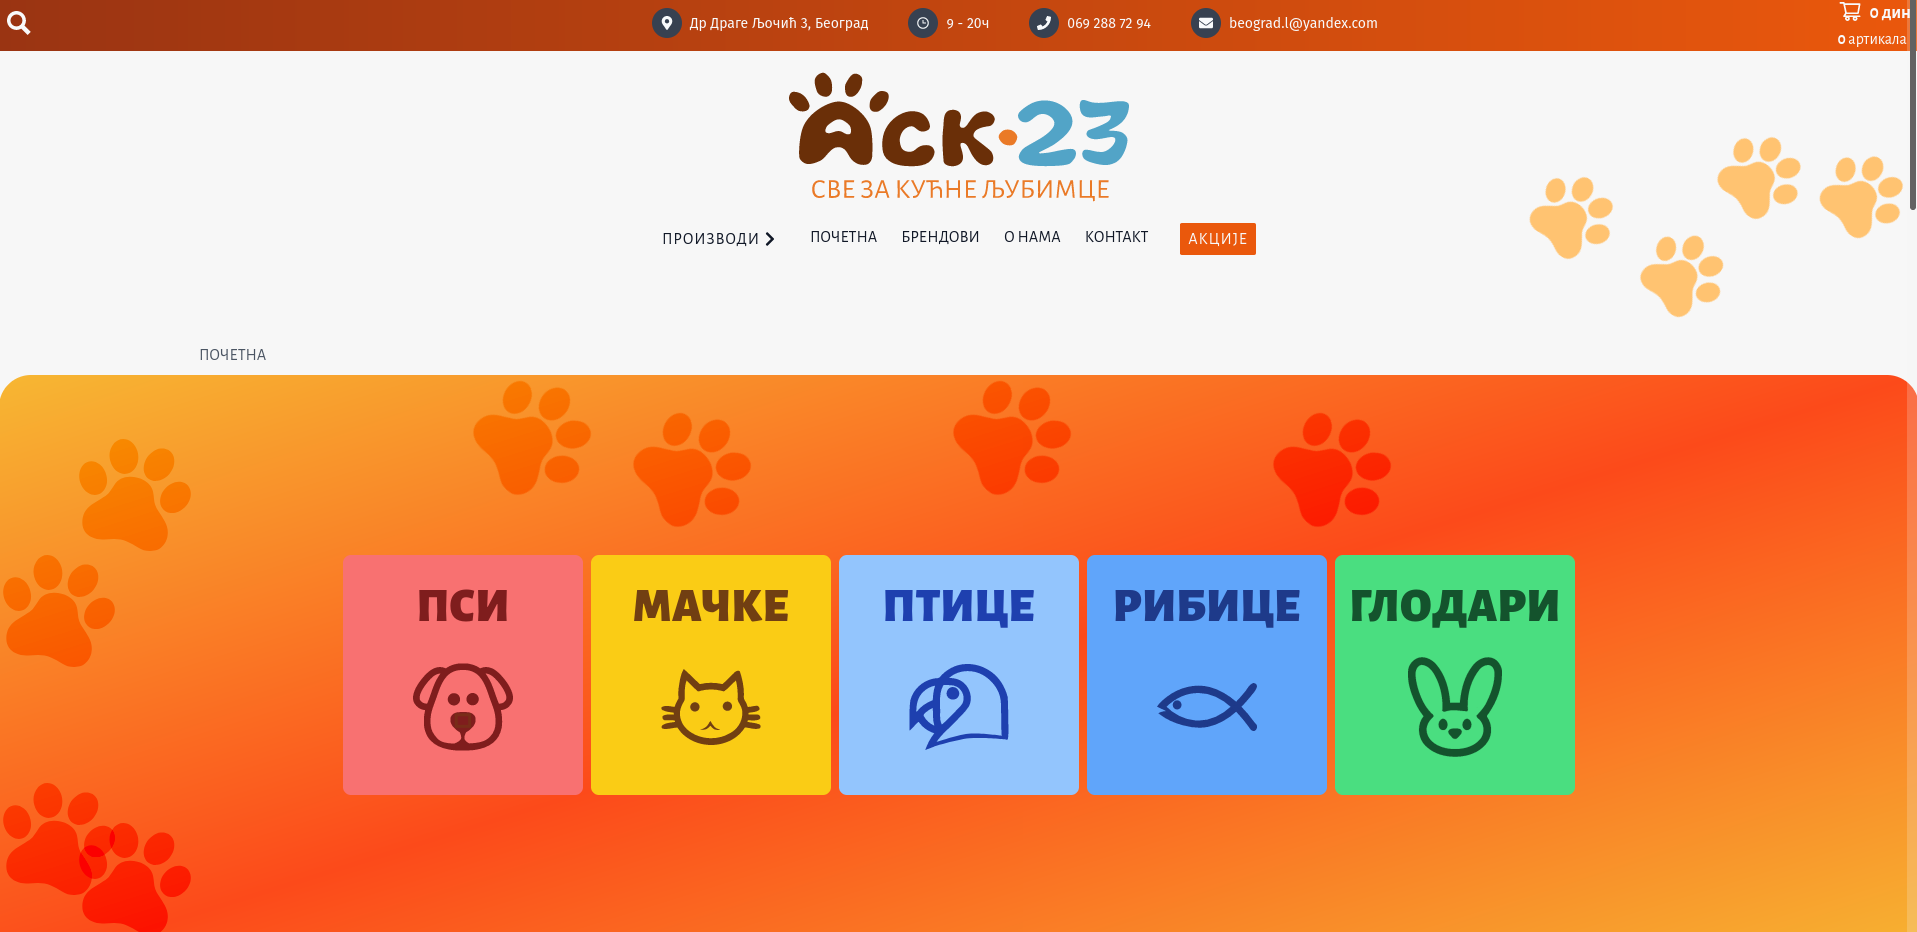 Др Драге Љочић 3, Београд
9 - 20ч
069 288 72 94
beograd.l@yandex.com
0 дин
0 артикала
Аск·23
СВЕ ЗА КУЋНЕ ЉУБИМЦЕ
ПРОИЗВОДИ
ПОЧЕТНА
БРЕНДОВИ
О НАМА
КОНТАКТ
АКЦИЈЕ
ПОЧЕТНА
ПСИ
МАЧКЕ
ПТИЦЕ
РИБИЦЕ
ГЛОДАРИ